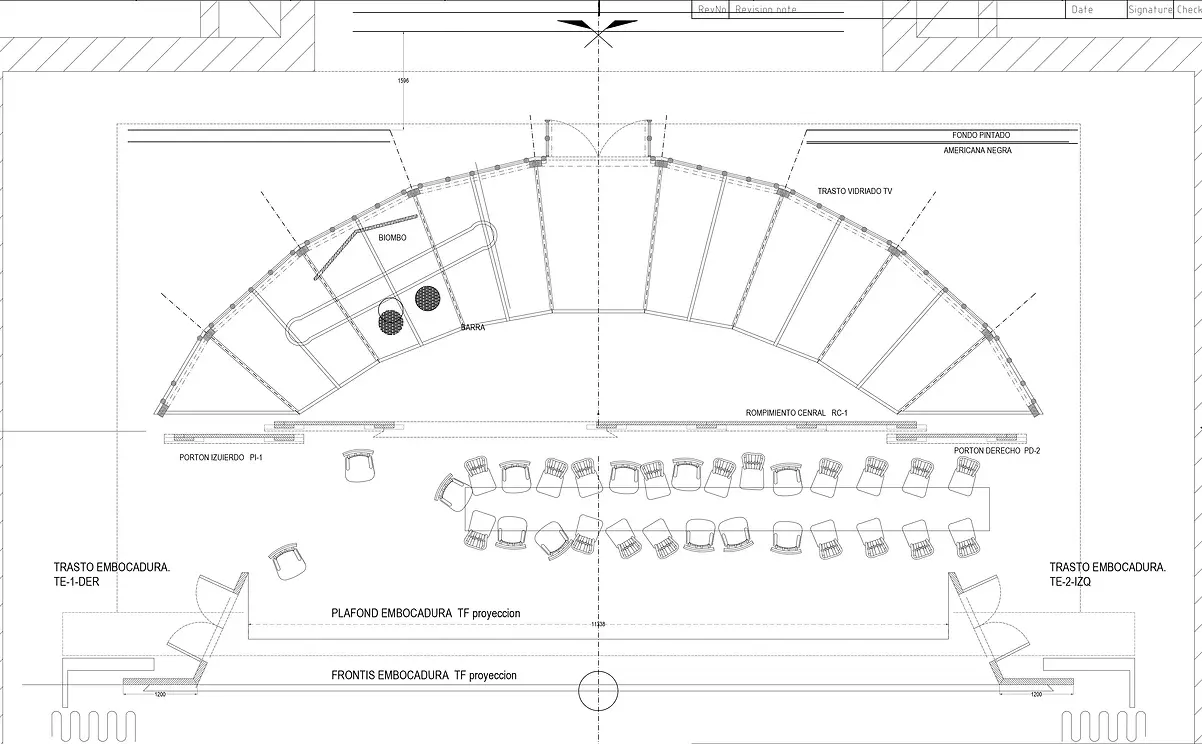 RevNo Revision note Date Signature Check
1596
FONDO PINTADO
AMERICANA NEGRA
TRASTO VIDRIADO TV
BIOMBO
BARRA
ROMPIMIENTO CENRAL RC-1
PORTON IZUIERDO PI-1
PORTON DERECHO PD-2
TRASTO EMBOCADURA.
TE-1-DER
TRASTO EMBOCADURA.
TE-2-IZQ
PLAFOND EMBOCADURA TF proyeccion
11338
FRONTIS EMBOCADURA TF proyeccion
1200
1200